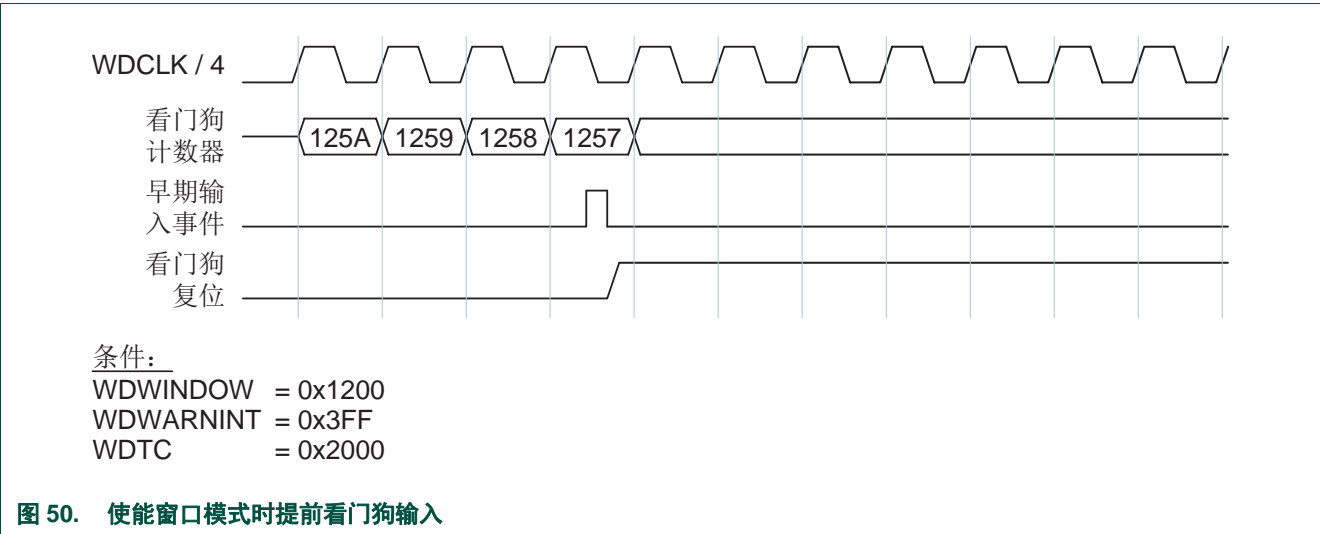 WDCLK / 4
看门狗
计数器
125A 1259 1258 1257
早期输
入事件
看门狗
复位
条件：
WDWINDOW = 0x1200
WDWARNINT = 0x3FF
WDTC = 0x2000
图 50. 使能窗口模式时提前看门狗输入